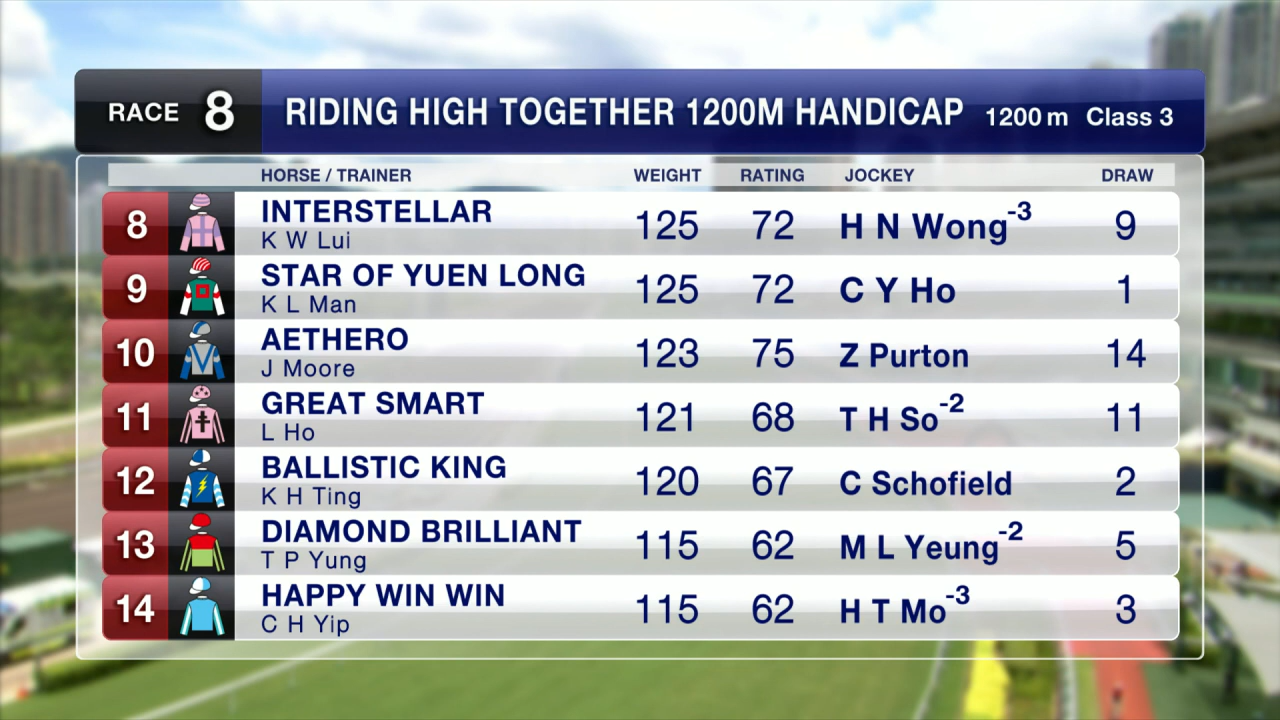 RACE 8 RIDING HIGH TOGETHER 1200M HANDICAP 1200 m Class 3
HORSE / TRAINER WEIGHT RATING JOCKEY DRAW
8 INTERSTELLAR 125 72 H N Wong-3 9
K W Lui
9 STAR OF YUEN LONG 125 72 C Y Ho 1
K L Man
10 AETHERO 123 75 Z Purton 14
J Moore
11 GREAT SMART 121 68 T H So-2 11
L Ho
12 BALLISTIC KING 120 67 C Schofield 2
K H Ting
13 DIAMOND BRILLIANT 115 62 M L Yeung-2 5
T P Yung
14 HAPPY WIN WIN 115 62 H T Mo-3 3
C H Yip